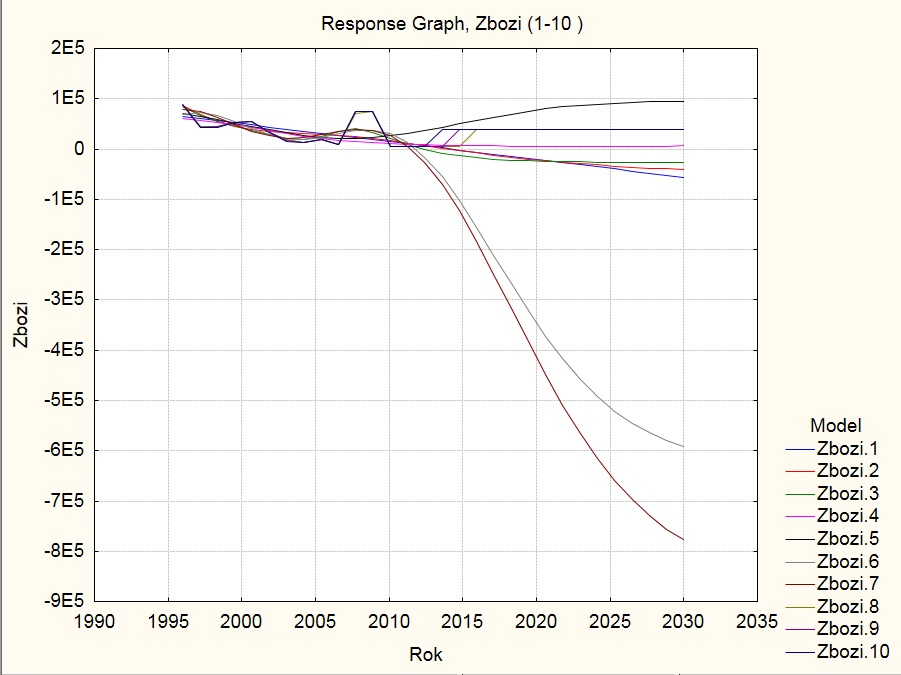 Response Graph, Zbozi (1-10 )
2E5
1E5
0
-1E5
-2E5
-3E5
-4E5
-5E5
-6E5
-7E5
-8E5
-9E5
Zbozi
1990 1995 2000 2005 2010 2015 2020 2025 2030 2035
Rok
Model
Zbozi.1
Zbozi.2
Zbozi.3
Zbozi.4
Zbozi.5
Zbozi.6
Zbozi.7
Zbozi.8
Zbozi.9
Zbozi.10